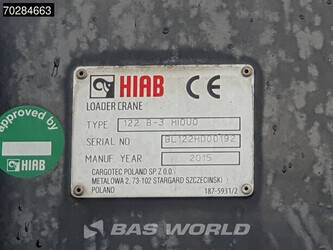 70284663
HIAB CE
LOADER CRANE
TYPE 122 B-3 HIDUO
SERIAL NO BL122HD00192
MANUF. YEAR 2015
CARGOTEC POLAND SP.Z O.O.
METALOWA 2, 73-102 STARGARD SZCZECIŃSKI
POLAND 187-5931/2
Approved by
HIAB
BAS WORLD